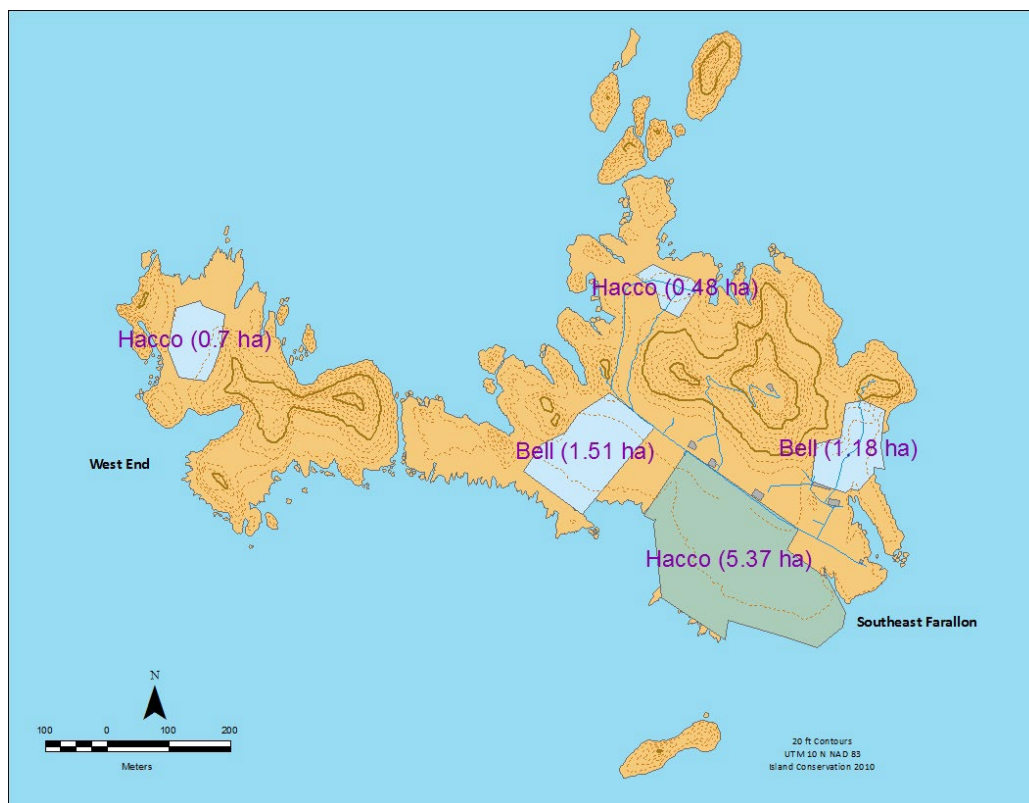 Hacco (0.48 ha)
Hacco (0.7 ha)
Bell (1.51 ha)
Bell (1.18 ha)
West End
Hacco (5.37 ha)
Southeast Farallon
N
100 0 100 200
Meters
20 ft Contours
UTM 10 N NAD 83
Island Conservation 2010